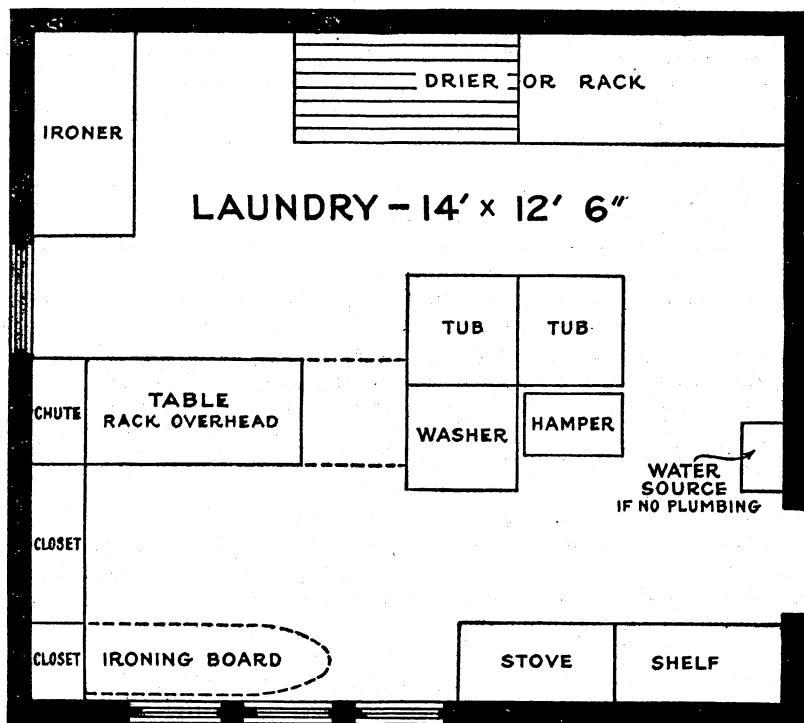 DRIER OR RACK
IRONER
LAUNDRY - 14' x 12' 6"
TUB
TUB
CHUTE
TABLE
RACK OVERHEAD
WASHER
HAMPER
WATER
SOURCE
IF NO PLUMBING
CLOSET
CLOSET
IRONING BOARD
STOVE
SHELF